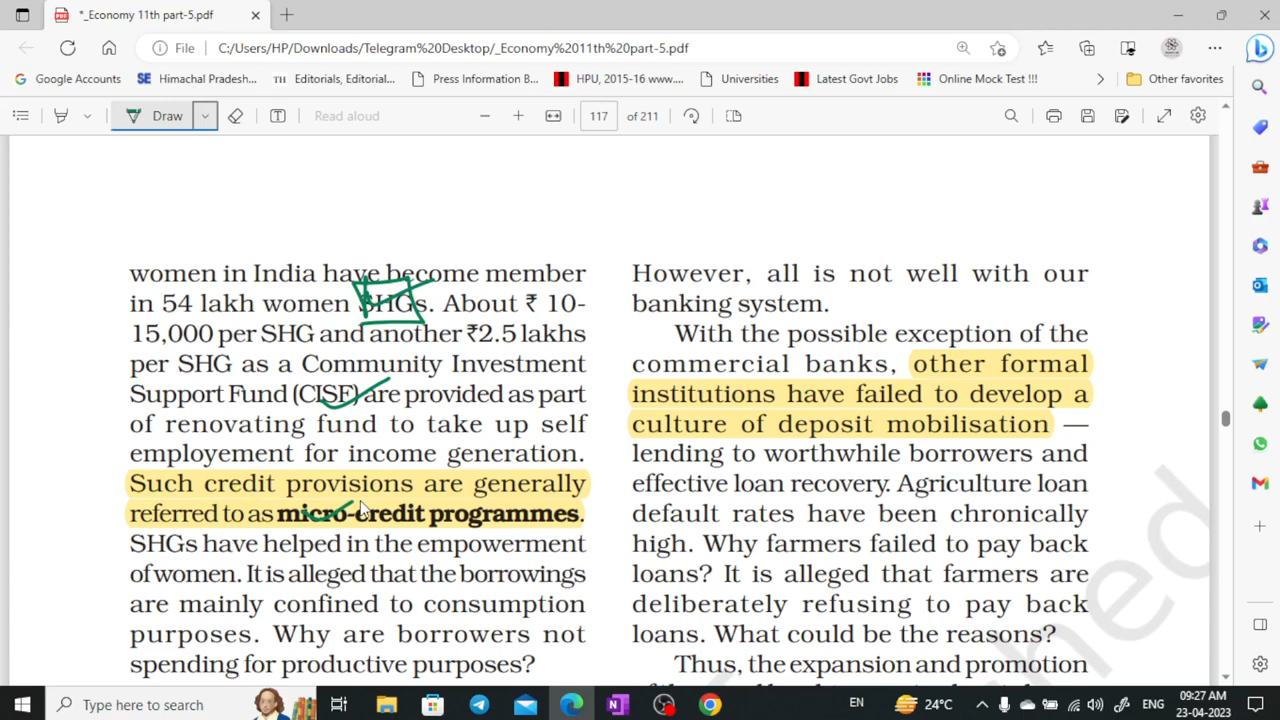 *_Economy 11th part-5.pdf
File C:/Users/HP/Downloads/Telegram%20Desktop/_Economy%2011th%20part-5.pdf
Google Accounts SE Himachal Pradesh... TH Editorials, Editorial... Press Information B... HPU, 2015-16 www.... Universities Latest Govt Jobs Online Mock Test !!! Other favorites
Draw Read aloud 117 of 211
women in India have become member
in 54 lakh women SHGs. About ₹ 10-
15,000 per SHG and another ₹2.5 lakhs
per SHG as a Community Investment
Support Fund (CISF) are provided as part
of renovating fund to take up self
employement for income generation.
Such credit provisions are generally
referred to as micro-credit programmes.
SHGs have helped in the empowerment
of women. It is alleged that the borrowings
are mainly confined to consumption
purposes. Why are borrowers not
spending for productive purposes?
However, all is not well with our
banking system.
With the possible exception of the
commercial banks, other formal
institutions have failed to develop a
culture of deposit mobilisation —
lending to worthwhile borrowers and
effective loan recovery. Agriculture loan
default rates have been chronically
high. Why farmers failed to pay back
loans? It is alleged that farmers are
deliberately refusing to pay back
loans. What could be the reasons?
Thus, the expansion and promotion
Type here to search EN 24°C ENG 09:27 AM
23-04-2023